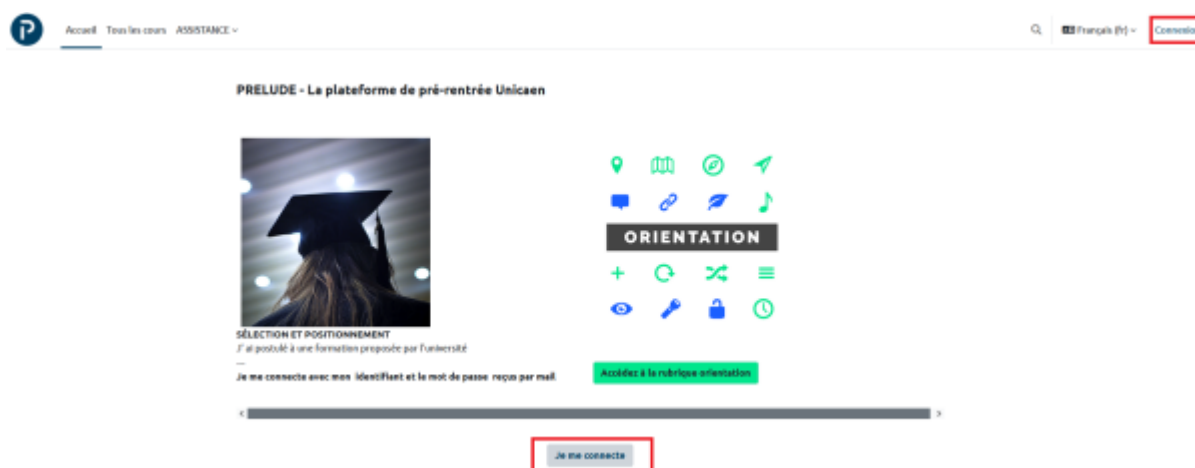 Accueil Tous les cours ASSISTANCE
Français (fr)
Connexio
PRELUDE - La plateforme de pré-rentrée Unicaen
ORIENTATION
SÉLECTION ET POSITIONNEMENT
J' ai postulé à une formation proposée par l'université
---
Je me connecte avec mon identifiant et le mot de passe reçus par mail
Accédez à la rubrique orientation
Je me connecte